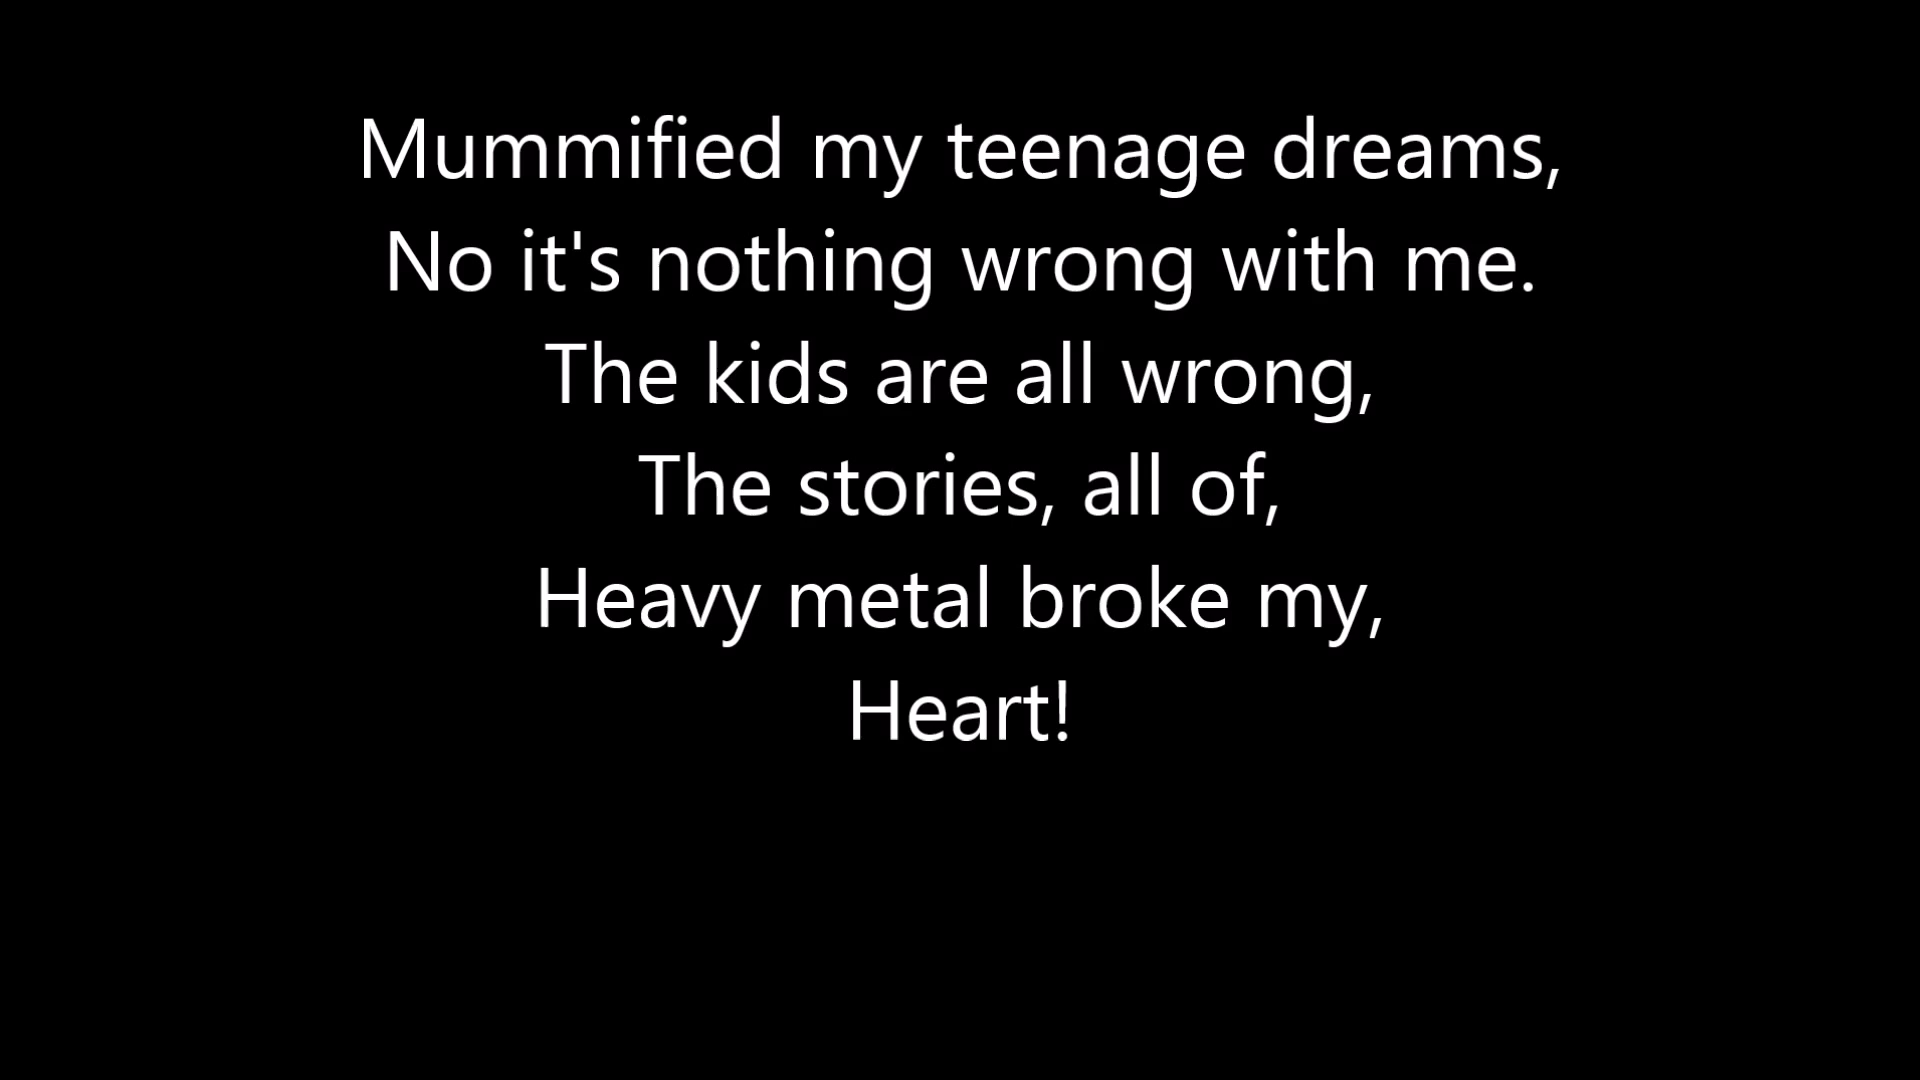 Mummified my teenage dreams,
No it's nothing wrong with me.
The kids are all wrong,
The stories, all of,
Heavy metal broke my,
Heart!